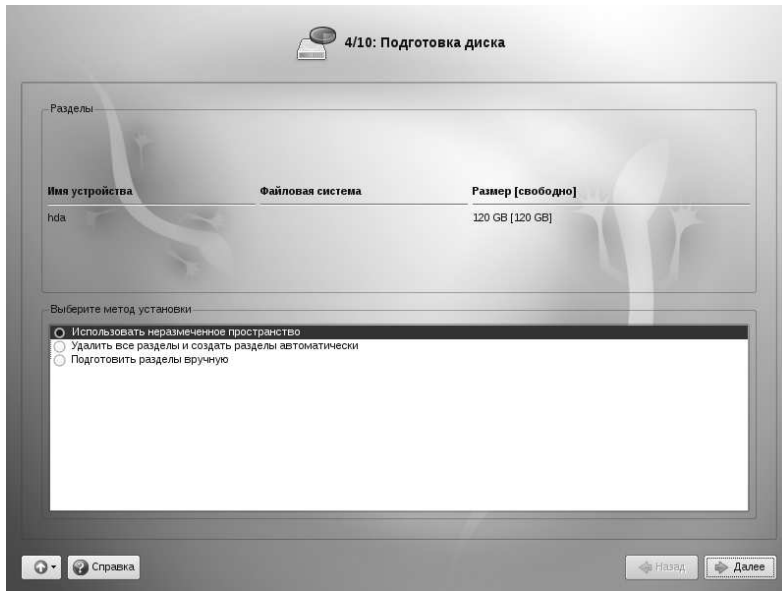 4/10: Подготовка диска
Разделы
Имя устройства Файловая система Размер [свободно]
hda 120 GB [120 GB]
Выберите метод установки
Использовать неразмеченное пространство
Удалить все разделы и создать разделы автоматически
Подготовить разделы вручную
Справка Назад Далее